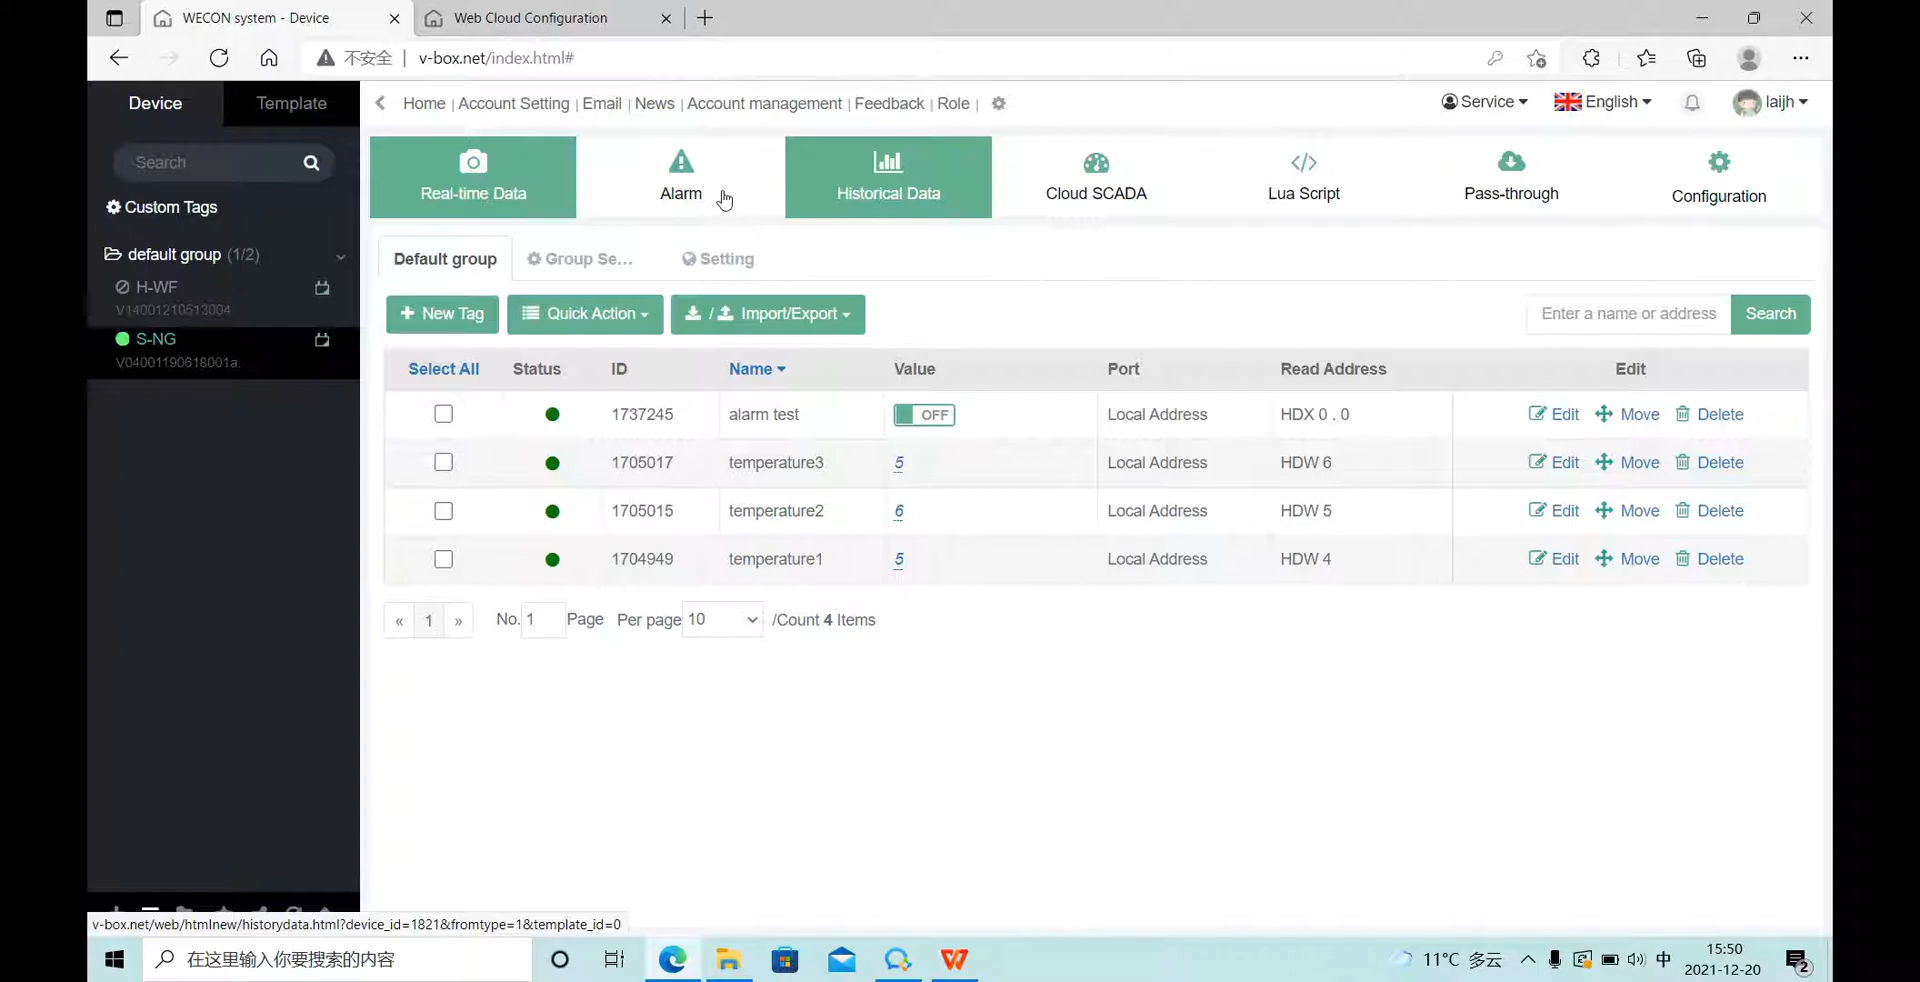 WECON system - Device
Web Cloud Configuration
不安全 v-box.net/index.html#
Device Template
Home | Account Setting | Email | News | Account management | Feedback | Role |
Service English laijh
Search
Real-time Data Alarm Historical Data Cloud SCADA Lua Script Pass-through Configuration
Custom Tags
default group (1/2)
H-WF
V14001210513004
S-NG
V04001190618001a.
Default group Group Se... Setting
New Tag Quick Action / Import/Export Enter a name or address Search
Select All Status ID Name Value Port Read Address Edit
1737245 alarm test OFF Local Address HDX 0 . 0 Edit Move Delete
1705017 temperature3 5 Local Address HDW 6 Edit Move Delete
1705015 temperature2 6 Local Address HDW 5 Edit Move Delete
1704949 temperature1 5 Local Address HDW 4 Edit Move Delete
« 1 » No. 1 Page Per page 10 /Count 4 Items
v-box.net/web/htmlnew/historydata.html?device_id=1821&fromtype=1&template_id=0
在这里输入你要搜索的内容
11°C 多云 中 15:50
2021-12-20
2